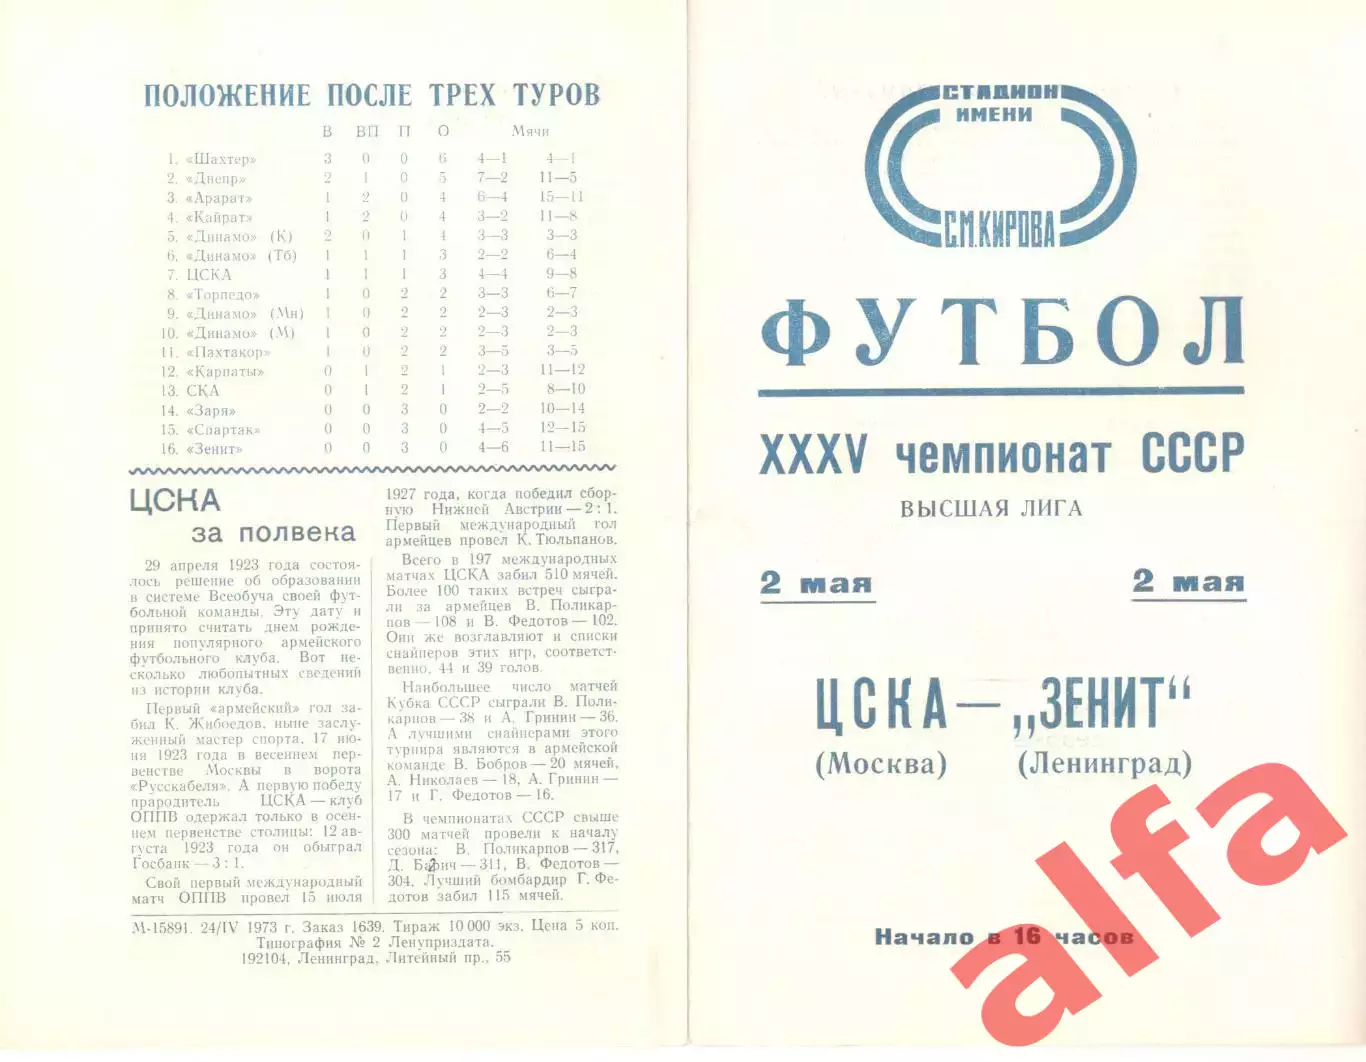 ПОЛОЖЕНИЕ ПОСЛЕ ТРЕХ ТУРОВ
В ВП П О Мячи
1. «Шахтер» 3 0 0 6 4—1 4—1
2. «Днепр» 2 1 0 5 7—2 11—5
3. «Арарат» 1 2 0 4 6—4 15—11
4. «Кайрат» 1 2 0 4 3—2 11—8
5. «Динамо» (К) 2 0 1 4 3—3 3—3
6. «Динамо» (Тб) 1 1 1 3 2—2 6—4
7. ЦСКА 1 1 1 3 4—4 9—8
8. «Торпедо» 1 0 2 2 3—3 6—7
9. «Динамо» (Мн) 1 0 2 2 2—3 2—3
10. «Динамо» (М) 1 0 2 2 2—3 2—3
11. «Пахтакор» 1 0 2 2 3—5 3—5
12. «Карпаты» 0 1 2 1 2—3 11—12
13. СКА 0 1 2 1 2—5 8—10
14. «Заря» 0 0 3 0 2—2 10—14
15. «Спартак» 0 0 3 0 4—5 12—15
16. «Зенит» 0 0 3 0 4—6 11—15
ЦСКА
за полвека
29 апреля 1923 года состоя-
лось решение об образовании
в системе Всеобуча своей фут-
больной команды. Эту дату и
принято считать днем рожде-
ния популярного армейского
футбольного клуба. Вот не-
сколько любопытных сведений
из истории клуба.
Первый «армейский» гол за-
бил К. Жибоедов, ныне заслу-
женный мастер спорта, 17 ию-
ня 1923 года в весеннем пер-
венстве Москвы в ворота
«Русскабеля». А первую победу
прародитель ЦСКА — клуб
ОППВ одержал только в осен-
нем первенстве столицы: 12 ав-
густа 1923 года он обыграл
Госбанк — 3 : 1.
Свой первый международный
матч ОППВ провел 15 июля
1927 года, когда победил сбор-
ную Нижней Австрии — 2 : 1.
Первый международный гол
армейцев провел К. Тюльпанов.
Всего в 197 международных
матчах ЦСКА забил 510 мячей.
Более 100 таких встреч сыгра-
ли за армейцев В. Поликар-
пов — 108 и В. Федотов — 102.
Они же возглавляют и списки
снайперов этих игр, соответст-
венно, 44 и 39 голов.
Наибольшее число матчей
Кубка СССР сыграли В. Поли-
карпов — 38 и А. Гринин — 36.
А лучшими снайперами этого
турнира являются в армейской
команде В. Бобров — 20 мячей,
А. Николаев — 18, А. Гринин —
17 и Г. Федотов — 16.
В чемпионатах СССР свыше
300 матчей провели к началу
сезона: В. Поликарпов — 317,
Д. Багрич — 311, В. Федотов —
304. Лучший бомбардир Г. Фе-
дотов забил 115 мячей.
М-15891. 24/IV 1973 г. Заказ 1639. Тираж 10 000 экз. Цена 5 коп.
Типография № 2 Ленуприздата.
192104, Ленинград, Литейный пр., 55
СТАДИОН
ИМЕНИ
С.М.КИРОВА
ФУТБОЛ
XXXV чемпионат СССР
ВЫСШАЯ ЛИГА
2 мая 2 мая
ЦСКА — „ЗЕНИТ“
(Москва) (Ленинград)
Начало в 16 часов
alfa